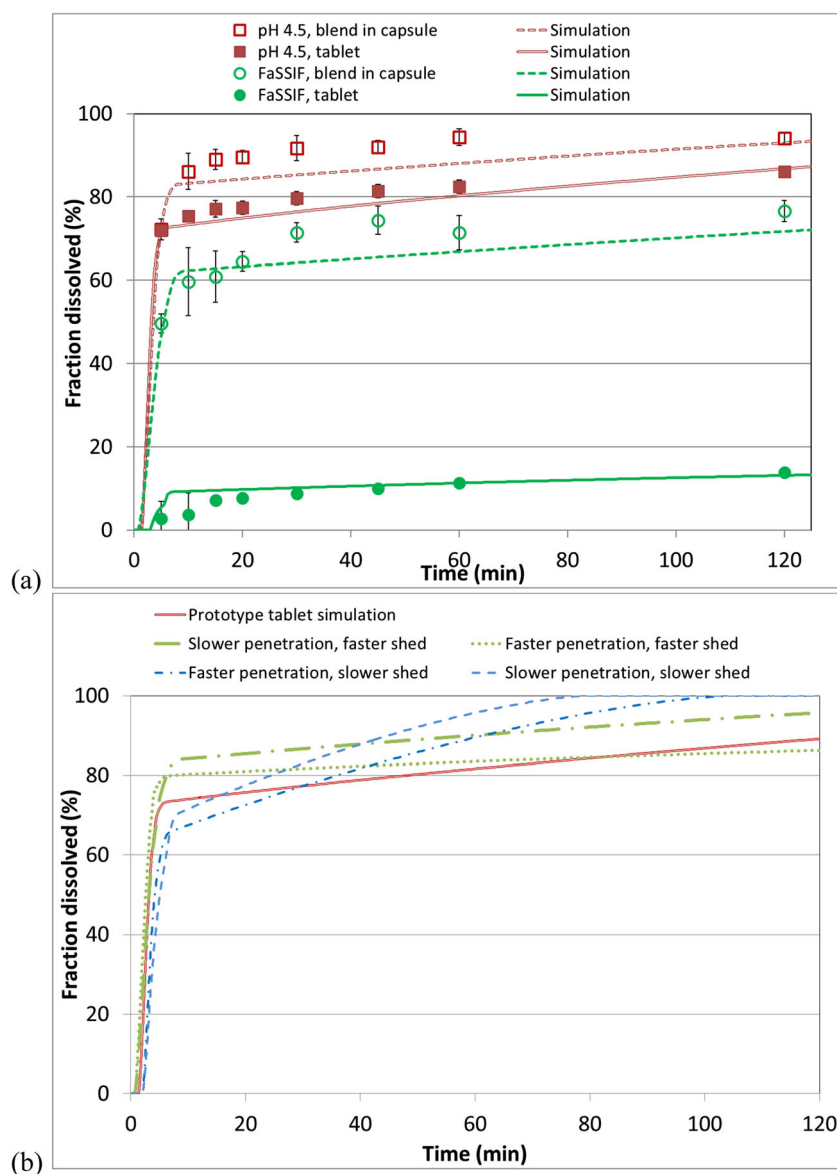 pH 4.5, blend in capsule Simulation
pH 4.5, tablet Simulation
FaSSIF, blend in capsule Simulation
FaSSIF, tablet Simulation
100
80
60
40
20
0
Fraction dissolved (%)
0 20 40 60 80 100 120
Time (min)
(a)
Prototype tablet simulation
Slower penetration, faster shed Faster penetration, faster shed
Faster penetration, slower shed Slower penetration, slower shed
100
80
60
40
20
0
Fraction dissolved (%)
0 20 40 60 80 100 120
Time (min)
(b)